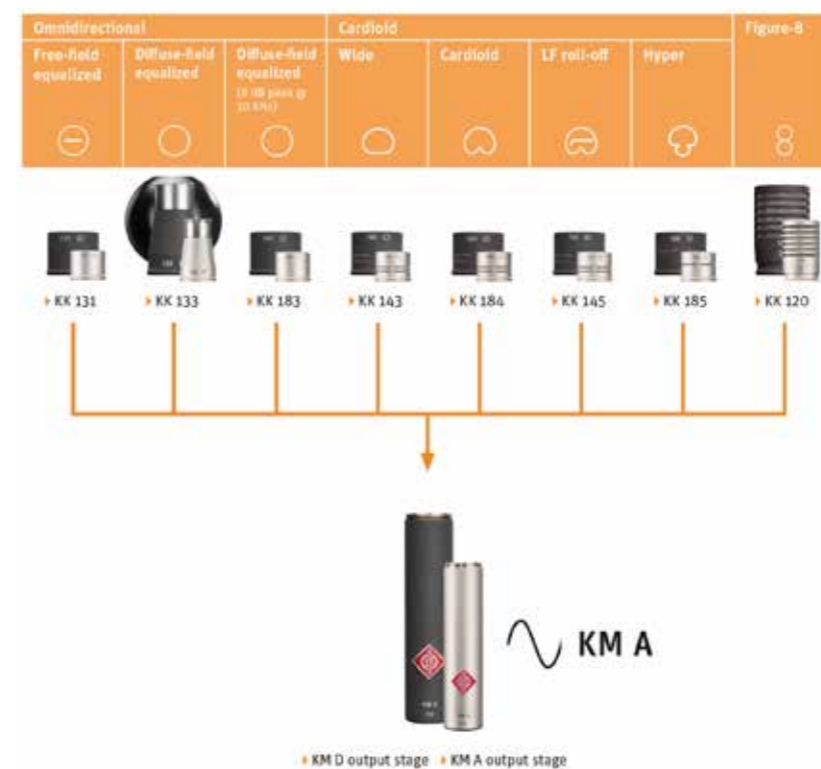 Omnidirectional
Cardioid
Figure-8
Free-field
equalized
Diffuse-field
equalized
Diffuse-field
equalized
Wide
Cardioid
LF roll-off
Hyper
KK 131
KK 133
KK 183
KK 143
KK 184
KK 145
KK 185
KK 120
KM A
KM D output stage
KM A output stage